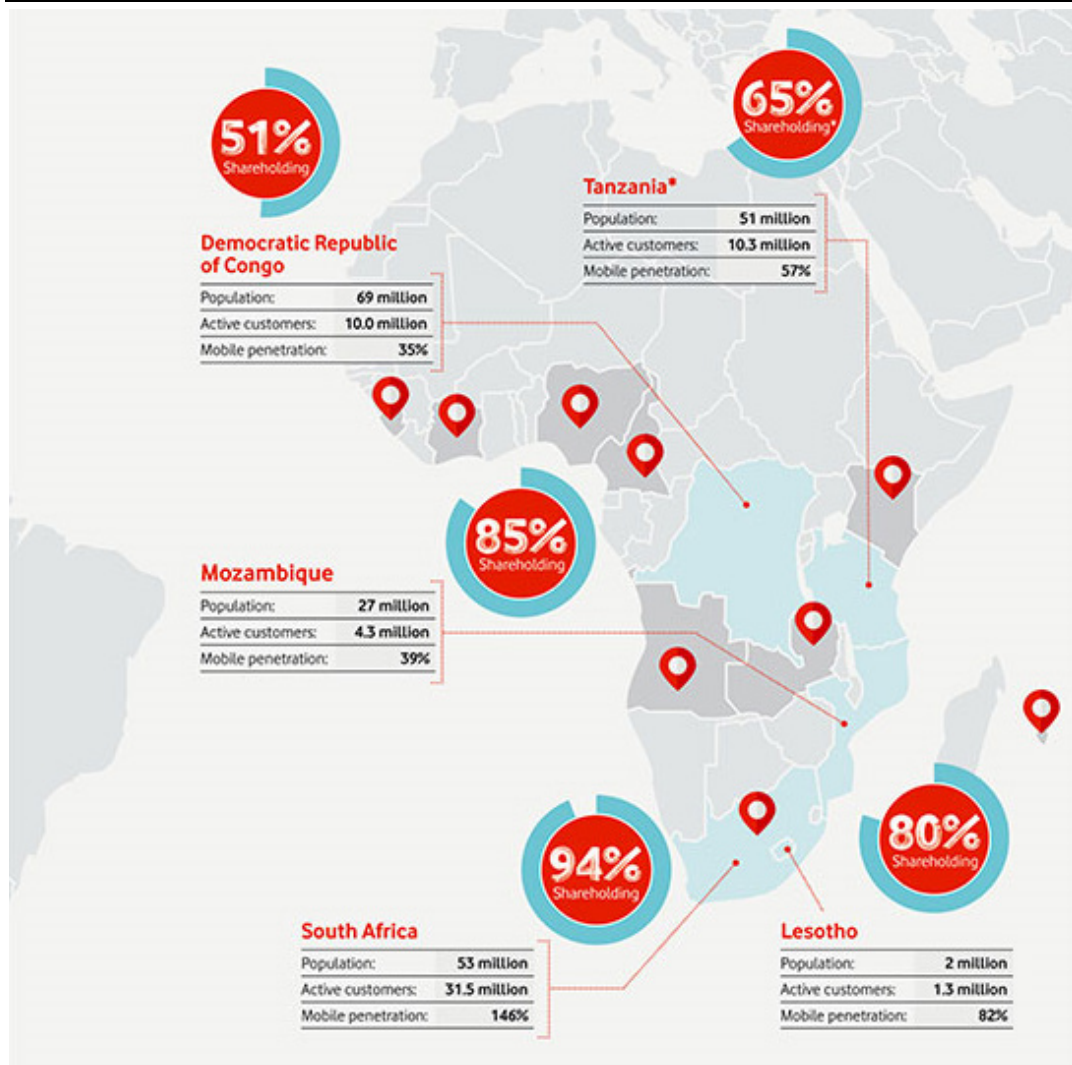 51%
Shareholding
Democratic Republic
of Congo
Population: 69 million
Active customers: 10.0 million
Mobile penetration: 35%
65%
Shareholding*
Tanzania*
Population: 51 million
Active customers: 10.3 million
Mobile penetration: 57%
85%
Shareholding
Mozambique
Population: 27 million
Active customers: 4.3 million
Mobile penetration: 39%
94%
Shareholding
South Africa
Population: 53 million
Active customers: 31.5 million
Mobile penetration: 146%
80%
Shareholding
Lesotho
Population: 2 million
Active customers: 1.3 million
Mobile penetration: 82%